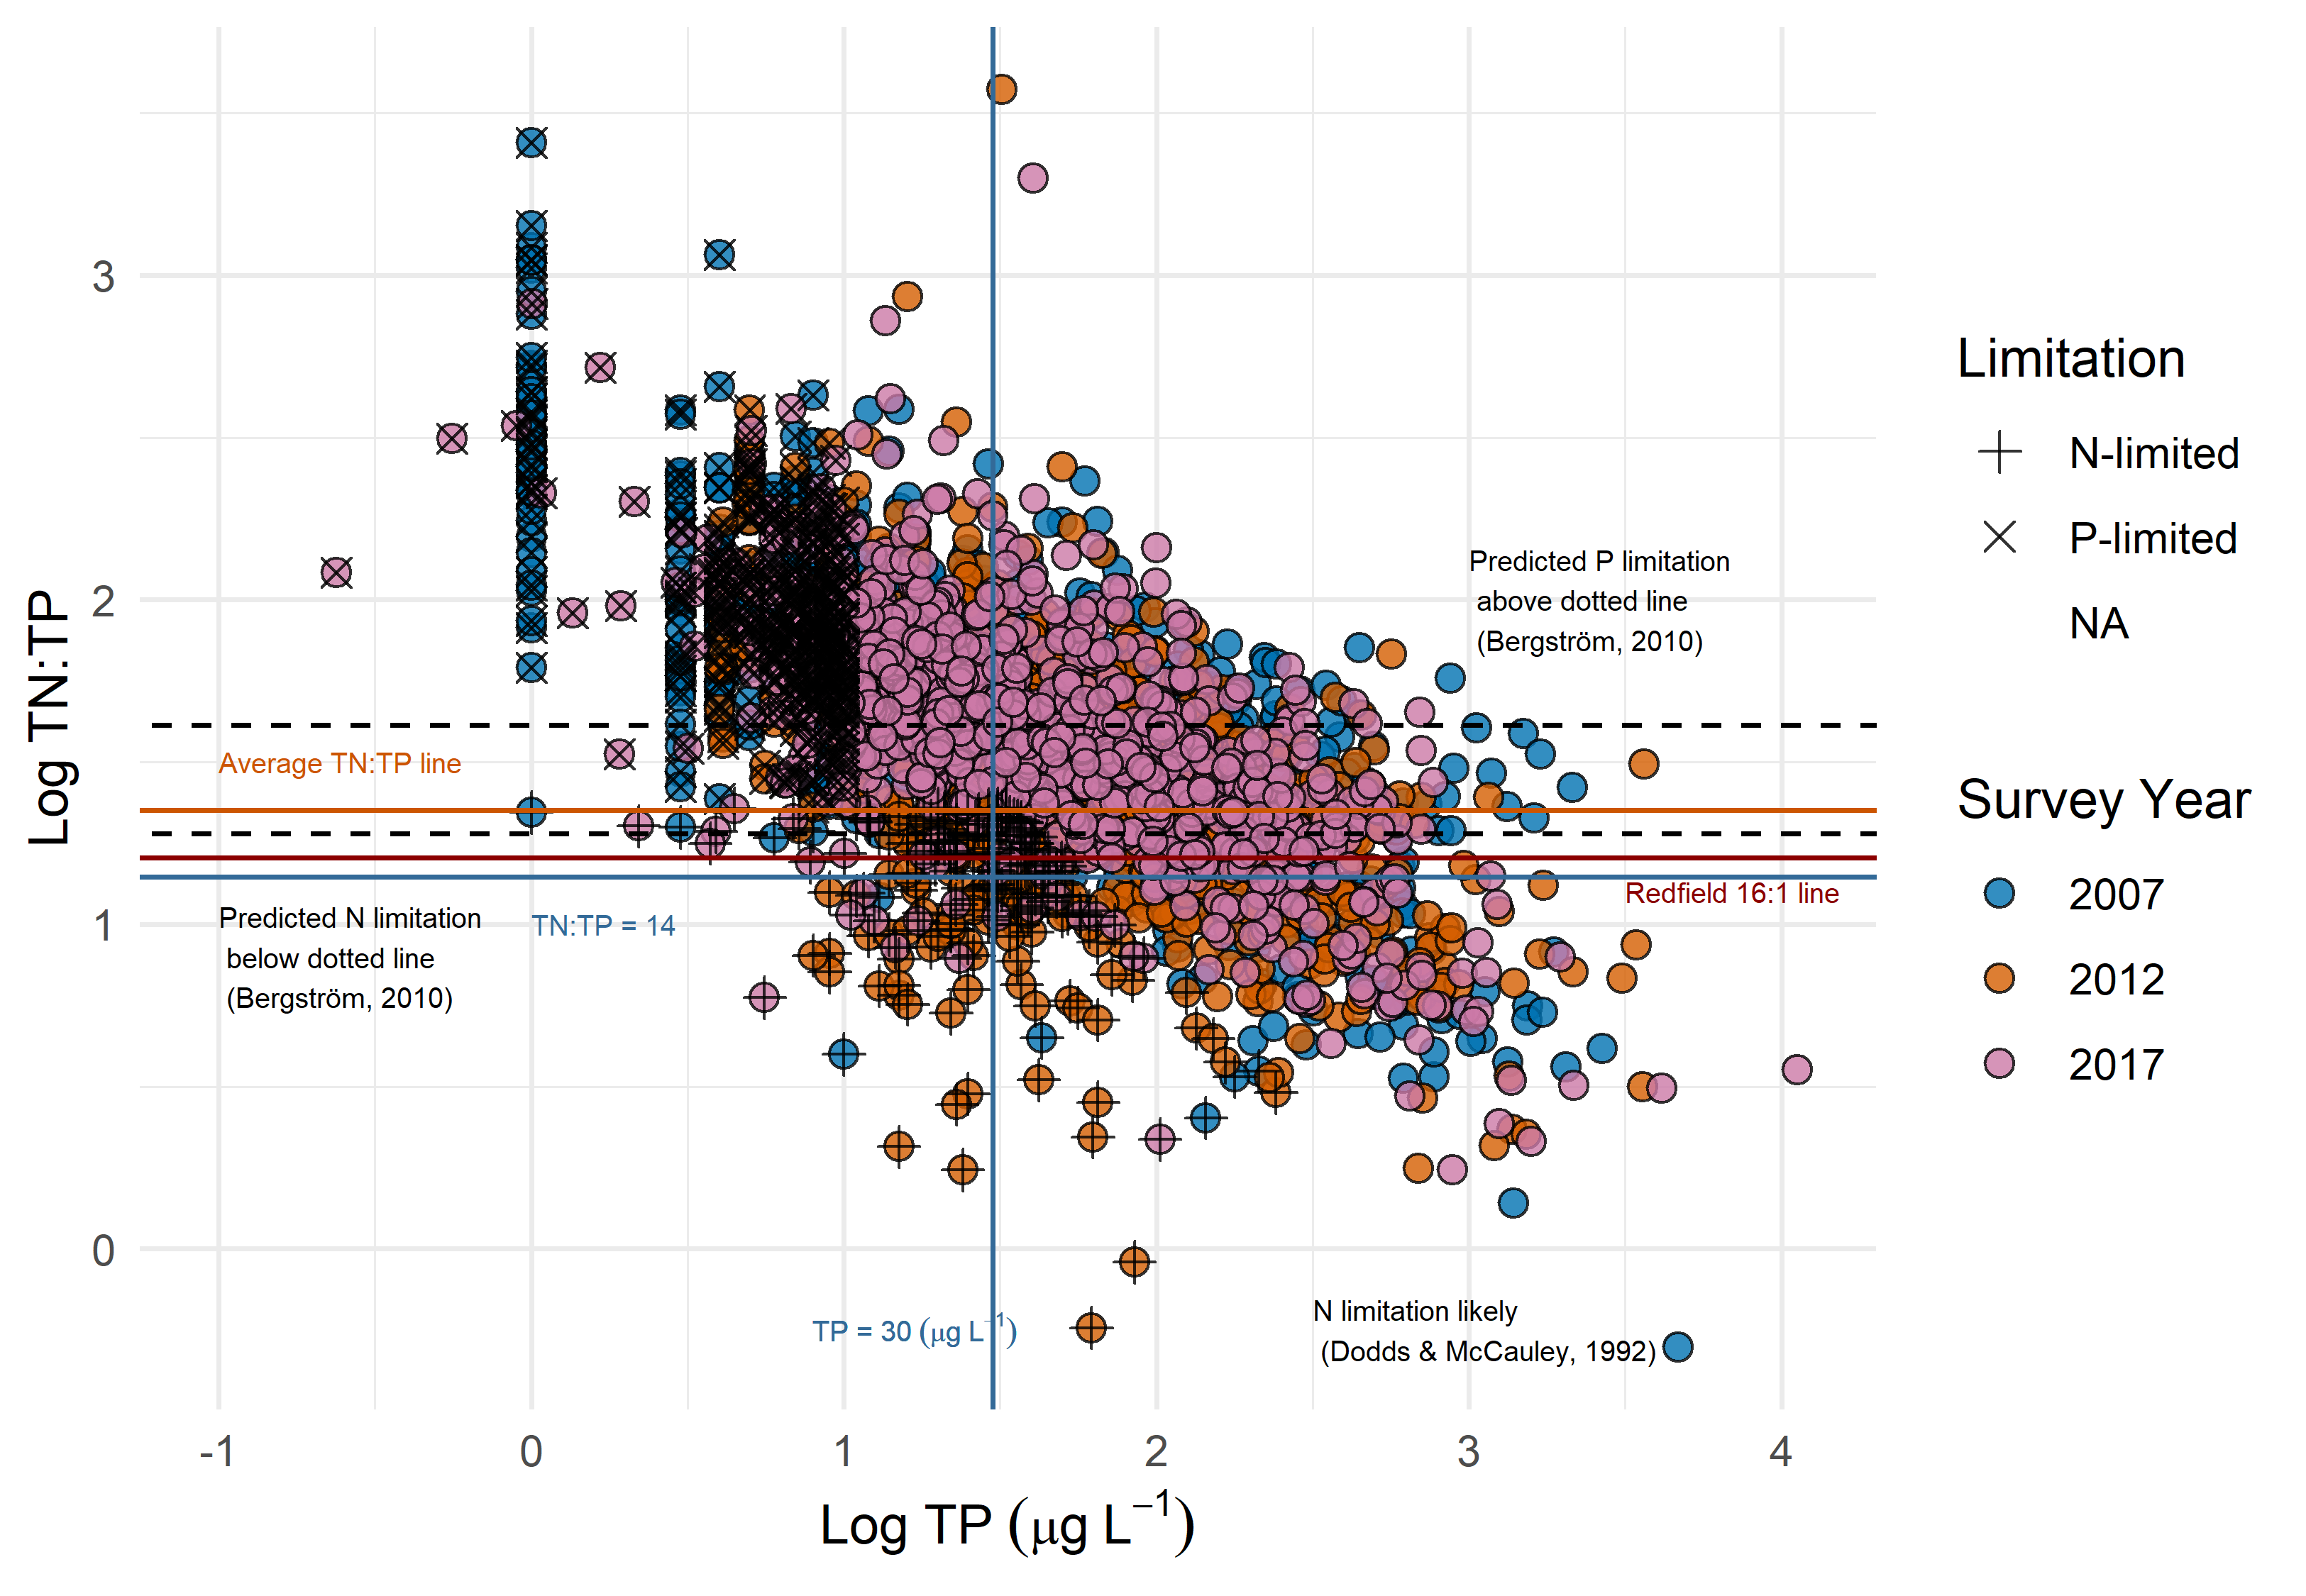 Log TN:TP
3
2
1
0
-1
0
1
2
3
4
Log TP (μg L⁻¹)
Predicted P limitation
above dotted line
(Bergström, 2010)
Average TN:TP line
Redfield 16:1 line
Predicted N limitation
below dotted line
(Bergström, 2010)
TN:TP = 14
TP = 30 (μg L⁻¹)
N limitation likely
(Dodds & McCauley, 1992)
Limitation
N-limited
P-limited
NA
Survey Year
2007
2012
2017